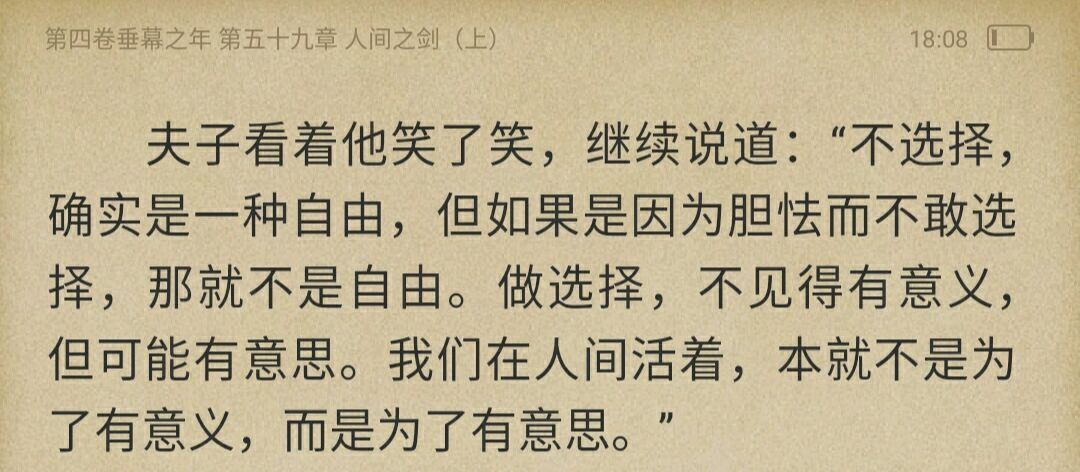 第四卷垂幕之年 第五十九章 人间之剑（上） 18:08
夫子看着他笑了笑，继续说道：“不选择，
确实是一种自由，但如果是因为胆怯而不敢选
择，那就不是自由。做选择，不见得有意义，
但可能有意思。我们在人间活着，本就不是为
了有意义，而是为了有意思。”